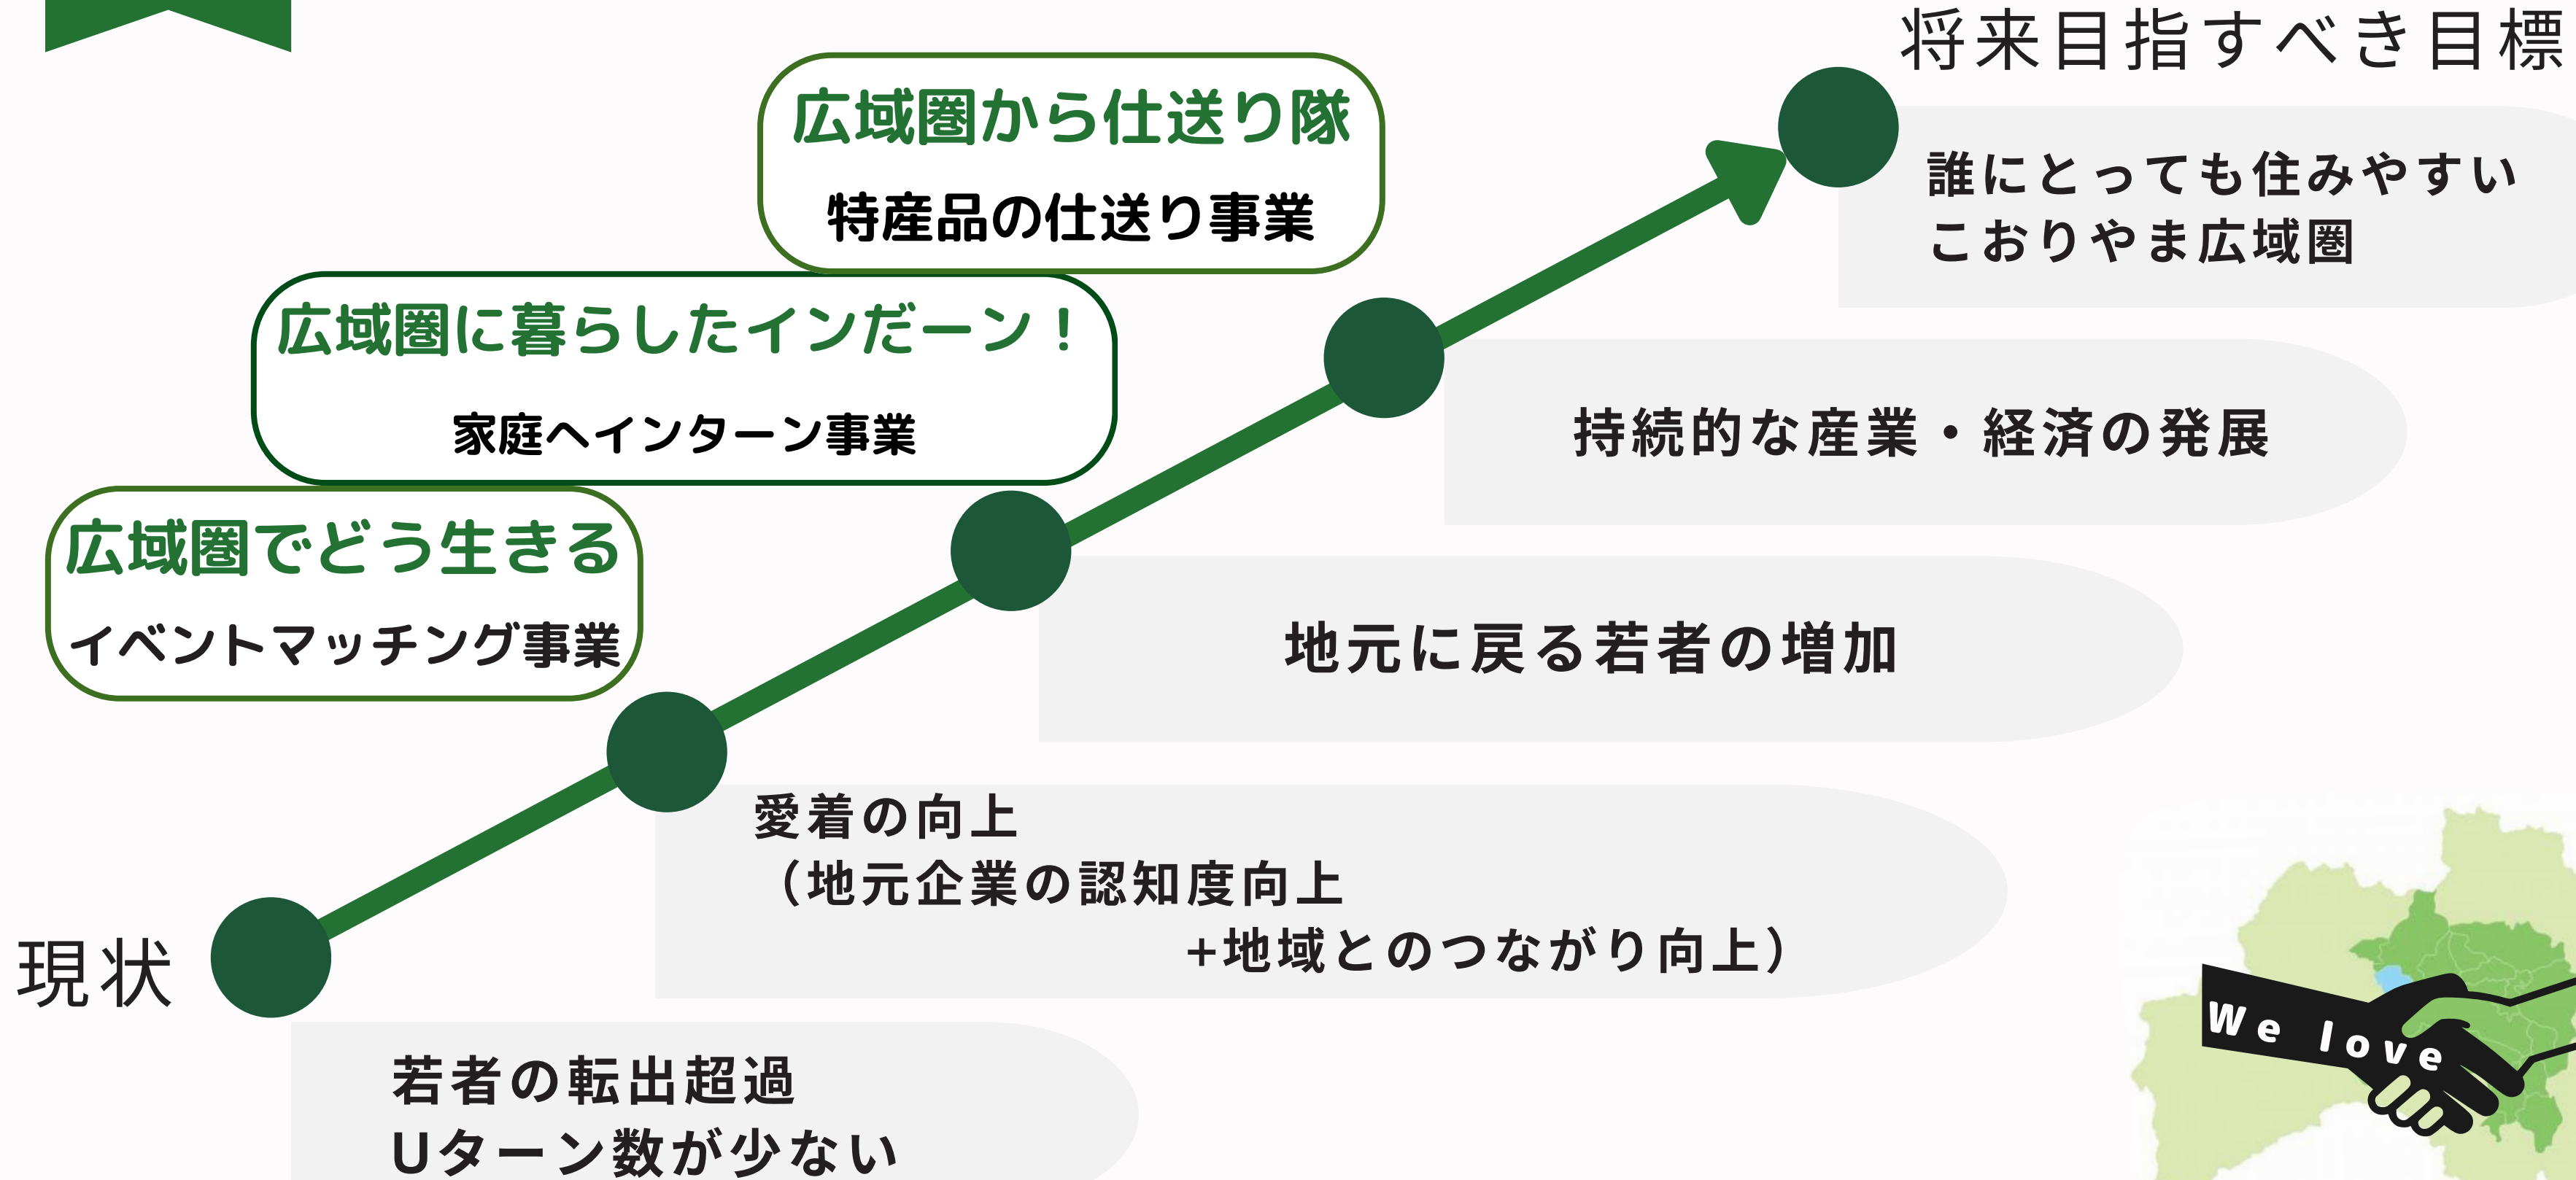 将来目指すべき目標
広域圏から仕送り隊
特産品の仕送り事業
誰にとっても住みやすい
こおりやま広域圏
広域圏に暮らしたインだーン！
家庭へインターン事業
持続的な産業・経済の発展
広域圏でどう生きる
イベントマッチング事業
地元に戻る若者の増加
愛着の向上
（地元企業の認知度向上
+地域とのつながり向上）
現状
若者の転出超過
Uターン数が少ない
We love